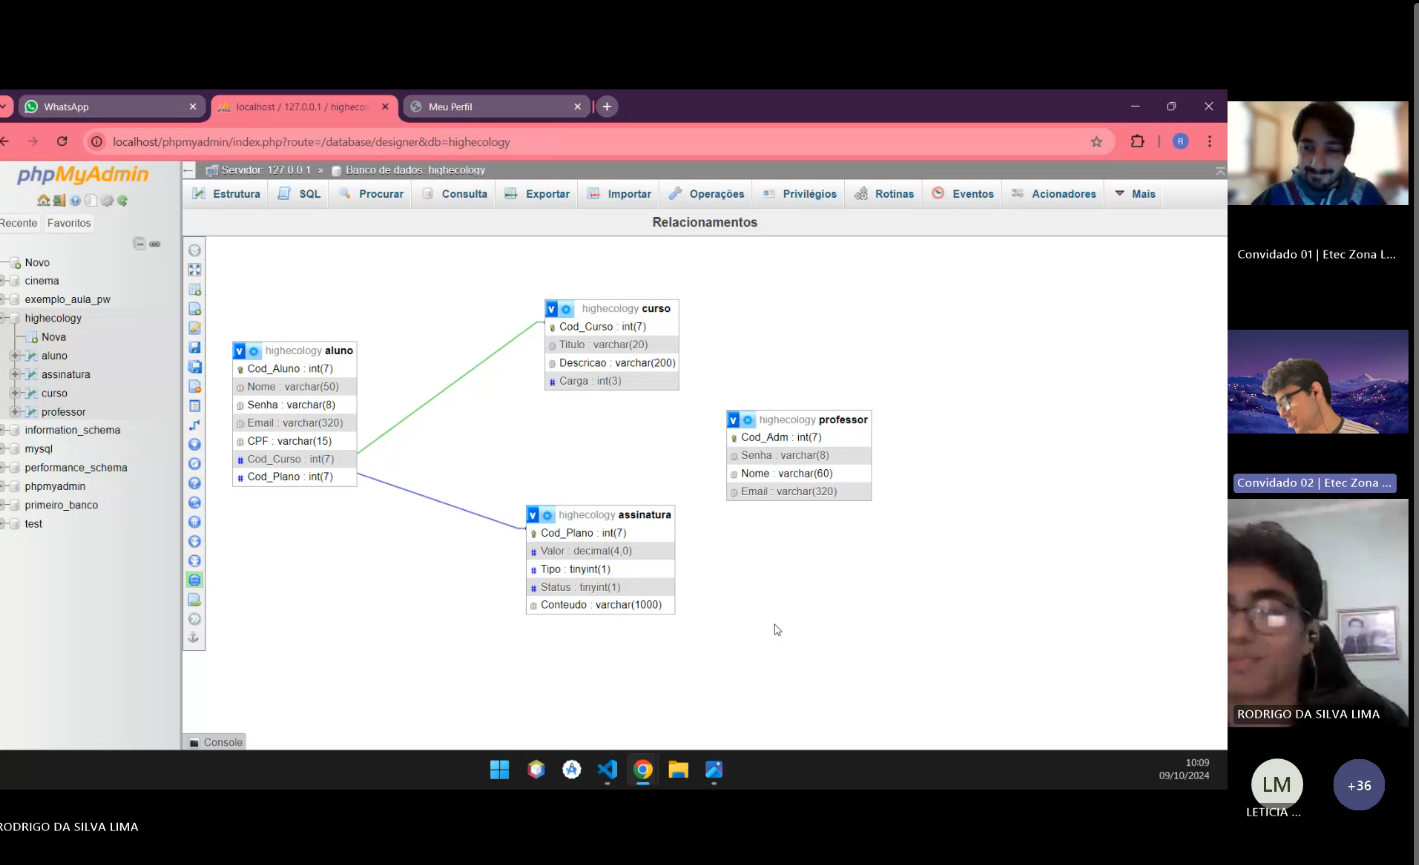 WhatsApp
localhost / 127.0.0.1 / highecol
Meu Perfil
localhost/phpmyadmin/index.php?route=/database/designer&db=highecology
R
phpMyAdmin
Recente
Favoritos
Novo
cinema
exemplo_aula_pw
highecology
Nova
aluno
assinatura
curso
professor
information_schema
mysql
performance_schema
phpmyadmin
primeiro_banco
test
Servidor: 127.0.0.1 » Banco de dados: highecology
Estrutura
SQL
Procurar
Consulta
Exportar
Importar
Operações
Privilégios
Rotinas
Eventos
Acionadores
Mais
Relacionamentos
highecology aluno
Cod_Aluno : int(7)
Nome : varchar(50)
Senha : varchar(8)
Email : varchar(320)
CPF : varchar(15)
Cod_Curso : int(7)
Cod_Plano : int(7)
highecology curso
Cod_Curso : int(7)
Titulo : varchar(20)
Descricao : varchar(200)
Carga : int(3)
highecology professor
Cod_Adm : int(7)
Senha : varchar(8)
Nome : varchar(60)
Email : varchar(320)
highecology assinatura
Cod_Plano : int(7)
Valor : decimal(4,0)
Tipo : tinyint(1)
Status : tinyint(1)
Conteudo : varchar(1000)
Console
10:09
09/10/2024
RODRIGO DA SILVA LIMA
Convidado 01 | Etec Zona L...
Convidado 02 | Etec Zona ...
RODRIGO DA SILVA LIMA
LM
LETICIA ...
+36